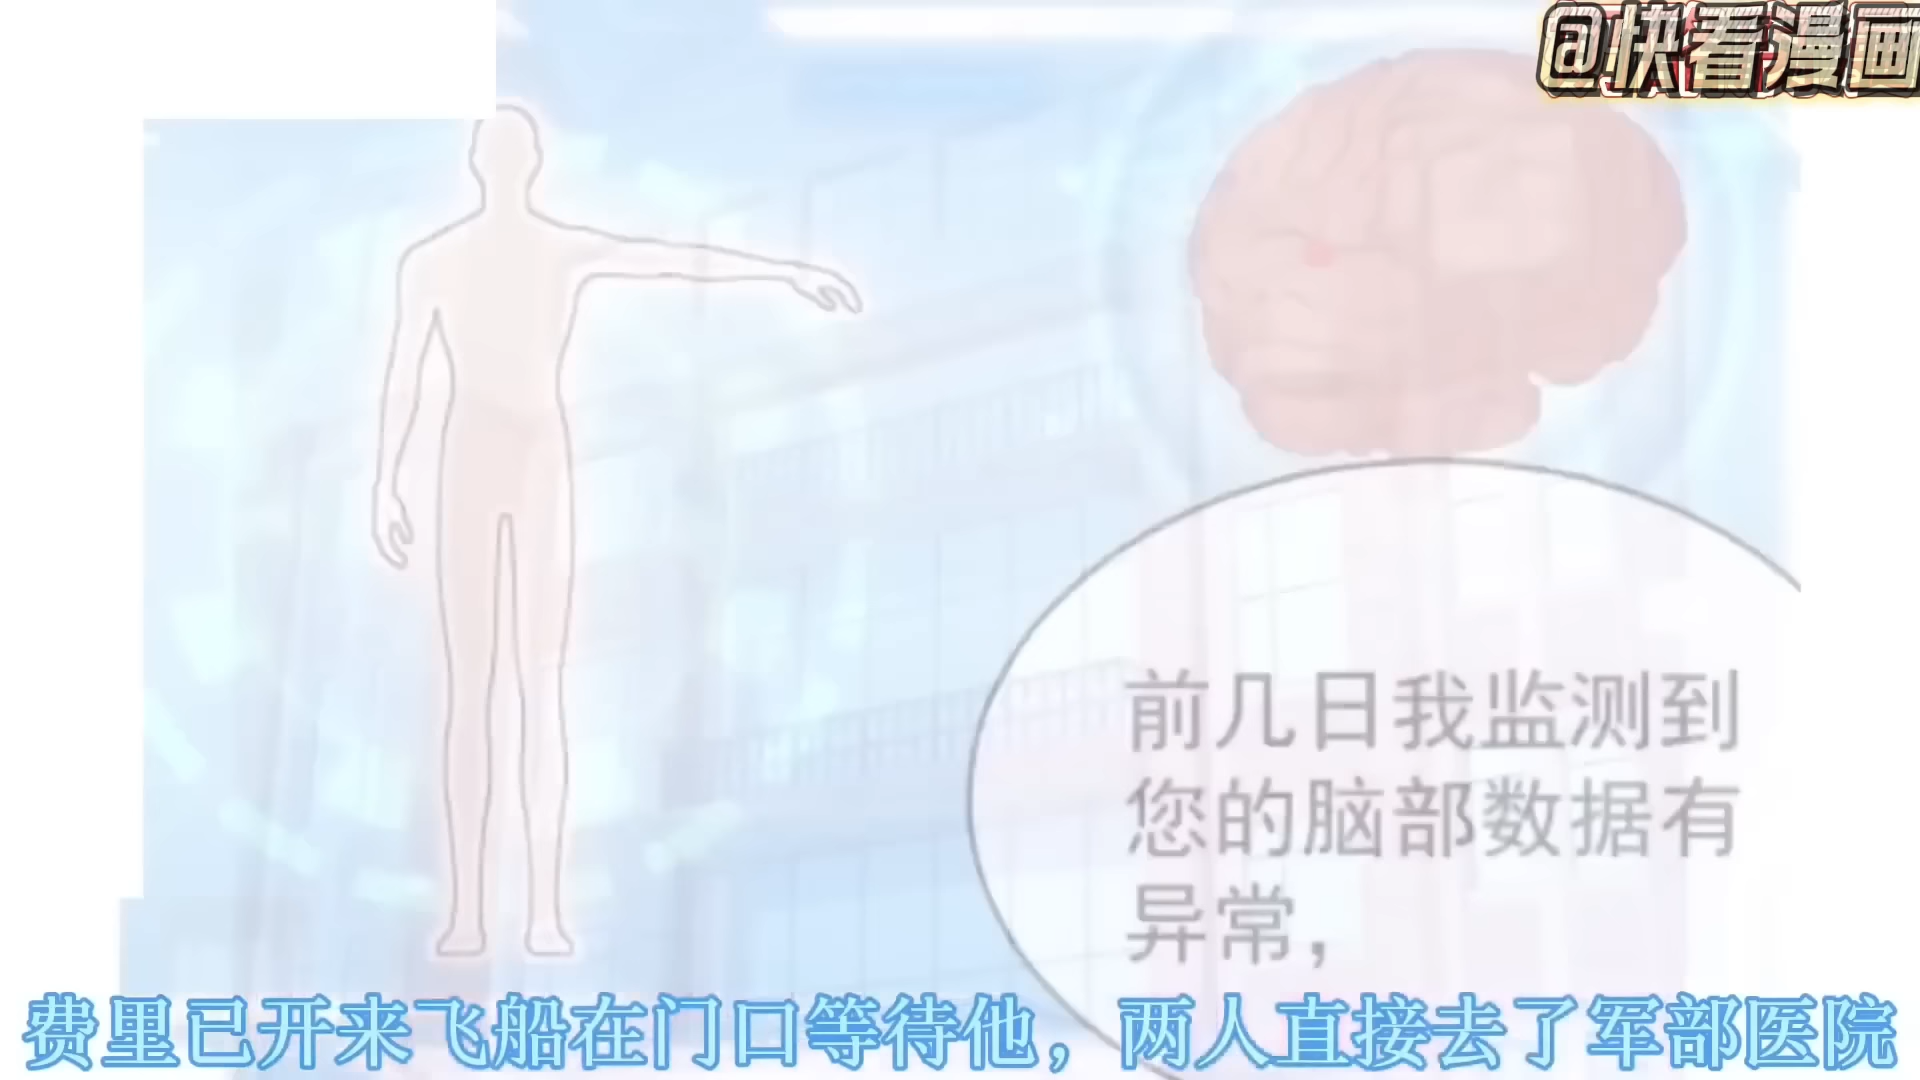 @快看漫画
前几日我监测到
您的脑部数据有
异常，
费里已开来飞船在门口等待他，两人直接去了军部医院